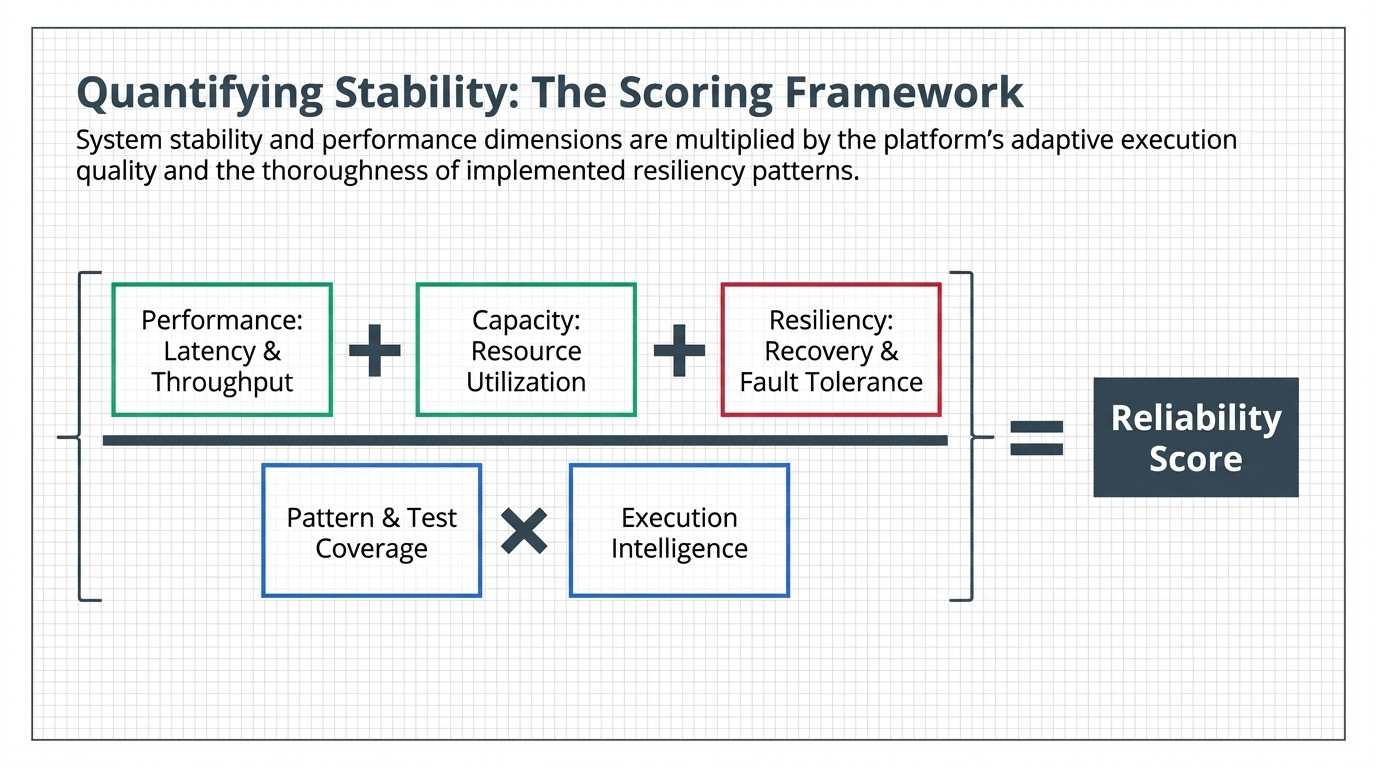 Quantifying Stability: The Scoring Framework
System stability and performance dimensions are multiplied by the platform’s adaptive execution
quality and the thoroughness of implemented resiliency patterns.
Performance:
Latency &
Throughput
+
Capacity:
Resource
Utilization
+
Resiliency:
Recovery &
Fault Tolerance
Pattern & Test
Coverage
×
Execution
Intelligence
=
Reliability
Score